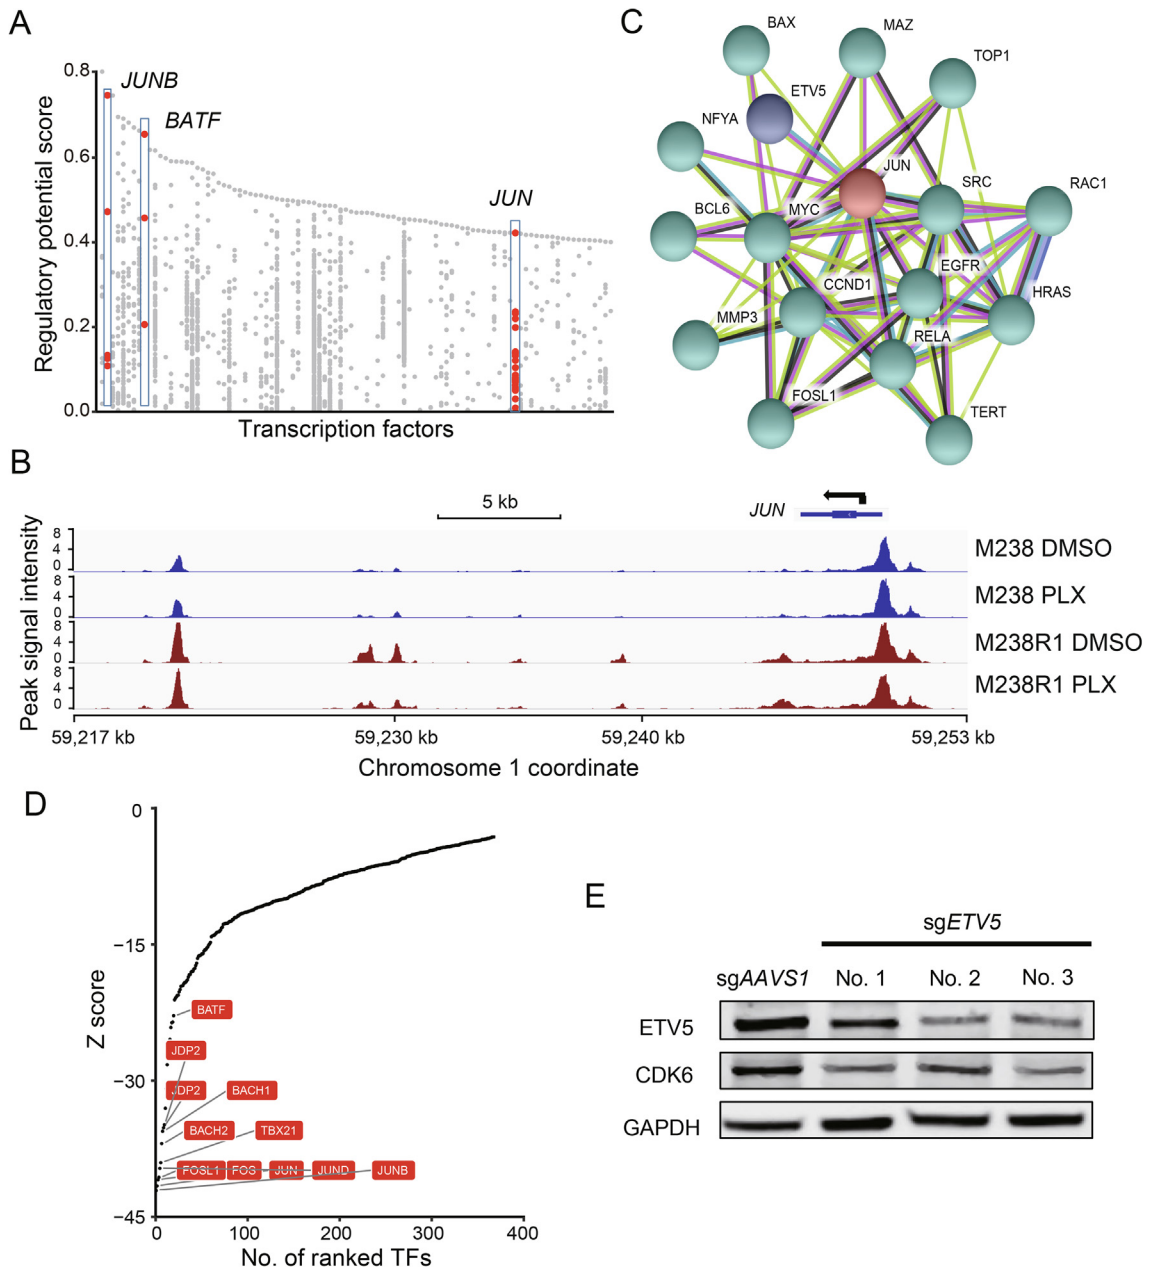 A
0.8
0.6
0.4
0.2
0.0
Regulatory potential score
JUNB
BATF
JUN
Transcription factors
C
BAX
MAZ
TOP1
ETV5
NFYA
JUN
SRC
RAC1
BCL6
MYC
EGFR
CCND1
HRAS
MMP3
RELA
FOSL1
TERT
B
5 kb
JUN
Peak signal intensity
8
4
0
M238 DMSO
8
4
0
M238 PLX
8
4
0
M238R1 DMSO
8
4
0
M238R1 PLX
59,217 kb
59,230 kb
59,240 kb
59,253 kb
Chromosome 1 coordinate
D
0
−15
−30
−45
Z score
BATF
JDP2
JDP2
BACH1
BACH2
TBX21
FOSL1
FOS
JUN
JUND
JUNB
0
100
200
300
400
No. of ranked TFs
E
sgETV5
sgAAVS1
No. 1
No. 2
No. 3
ETV5
CDK6
GAPDH